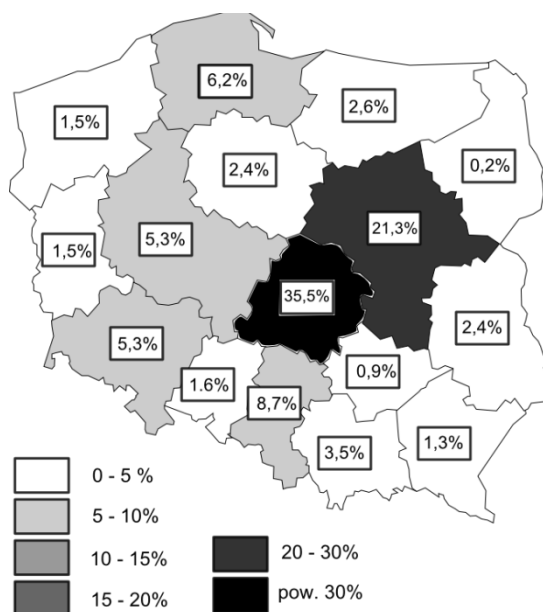 6,2%
1,5%
2,6%
2,4%
0,2%
5,3%
21,3%
1,5%
35,5%
5,3%
2,4%
1.6%
0,9%
8,7%
3,5%
1,3%
0 - 5 %
5 - 10%
10 - 15%
20 - 30%
15 - 20%
pow. 30%